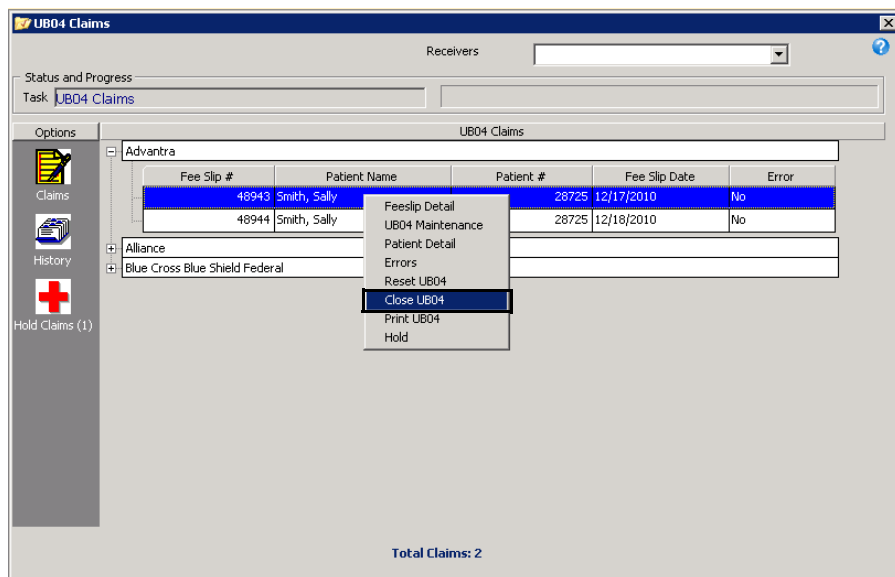 UB04 Claims
Receivers
Status and Progress
Task UB04 Claims
Options
UB04 Claims
Advantra
Fee Slip # Patient Name Patient # Fee Slip Date Error
48943 Smith, Sally 28725 12/17/2010 No
48944 Smith, Sally 28725 12/18/2010 No
Alliance
Blue Cross Blue Shield Federal
Claims
History
Hold Claims (1)
Feeslip Detail
UB04 Maintenance
Patient Detail
Errors
Reset UB04
Close UB04
Print UB04
Hold
Total Claims: 2